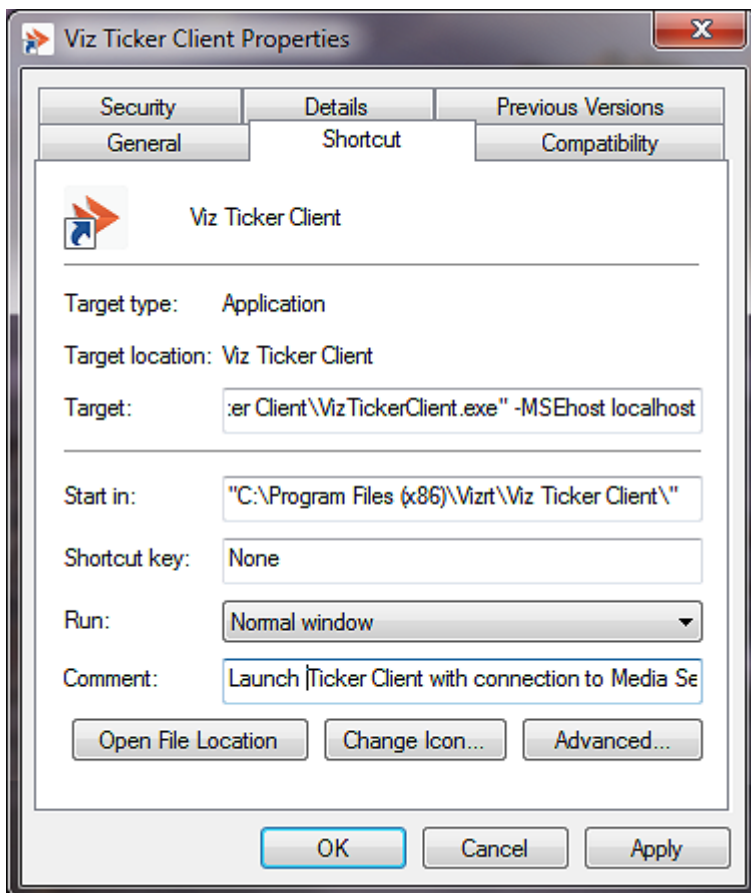 Viz Ticker Client Properties
Security Details Previous Versions
General Shortcut Compatibility
Viz Ticker Client
Target type: Application
Target location: Viz Ticker Client
Target: :er Client\VizTickerClient.exe" -MSEhost localhost
Start in: "C:\Program Files (x86)\Vizrt\Viz Ticker Client\"
Shortcut key: None
Run: Normal window
Comment: Launch Ticker Client with connection to Media Se
Open File Location Change Icon... Advanced...
OK Cancel Apply